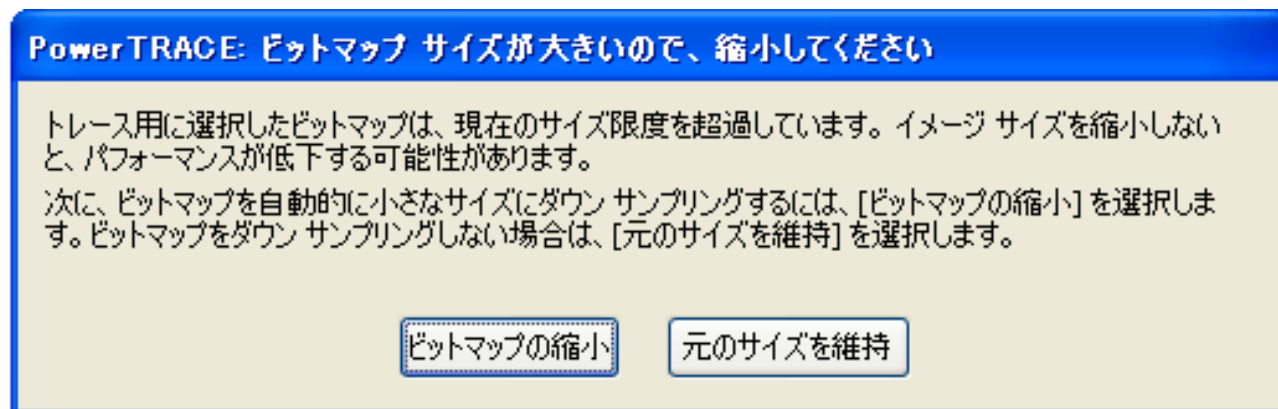 PowerTRACE: ビットマップ サイズが大きいので、縮小してください
トレース用に選択したビットマップは、現在のサイズ限度を超過しています。イメージ サイズを縮小しない
と、パフォーマンスが低下する可能性があります。
次に、ビットマップを自動的に小さなサイズにダウン サンプリングするには、[ビットマップの縮小] を選択しま
す。ビットマップをダウン サンプリングしない場合は、[元のサイズを維持] を選択します。
ビットマップの縮小 元のサイズを維持